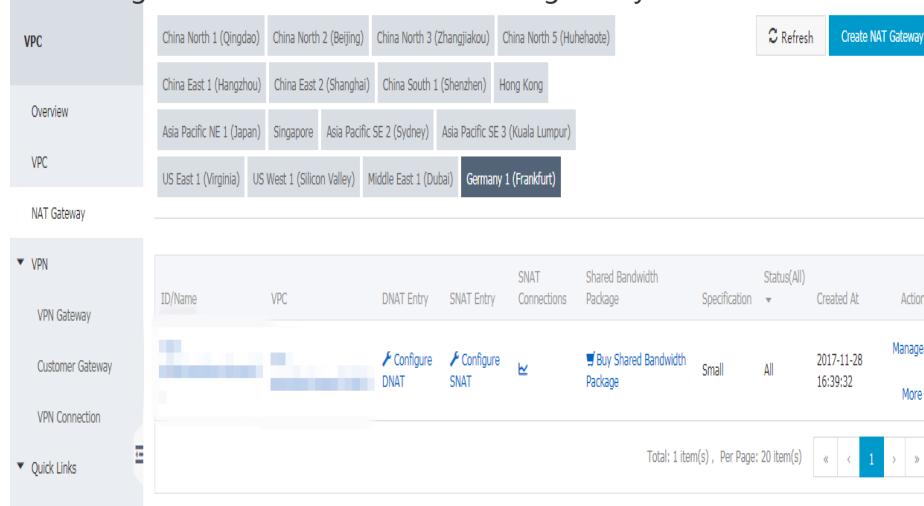 VPC
Overview
VPC
NAT Gateway
VPN
VPN Gateway
Customer Gateway
VPN Connection
Quick Links
China North 1 (Qingdao) China North 2 (Beijing) China North 3 (Zhangjiakou) China North 5 (Huhehaote)
China East 1 (Hangzhou) China East 2 (Shanghai) China South 1 (Shenzhen) Hong Kong
Asia Pacific NE 1 (Japan) Singapore Asia Pacific SE 2 (Sydney) Asia Pacific SE 3 (Kuala Lumpur)
US East 1 (Virginia) US West 1 (Silicon Valley) Middle East 1 (Dubai) Germany 1 (Frankfurt)
Refresh Create NAT Gateway
ID/Name VPC DNAT Entry SNAT Entry SNAT Connections Shared Bandwidth Package Specification Status(All) Created At Action
Configure DNAT
Configure SNAT
Buy Shared Bandwidth Package
Small
All
2017-11-28
16:39:32
Manage
More
Total: 1 item(s) , Per Page: 20 item(s) « ‹ 1 › »